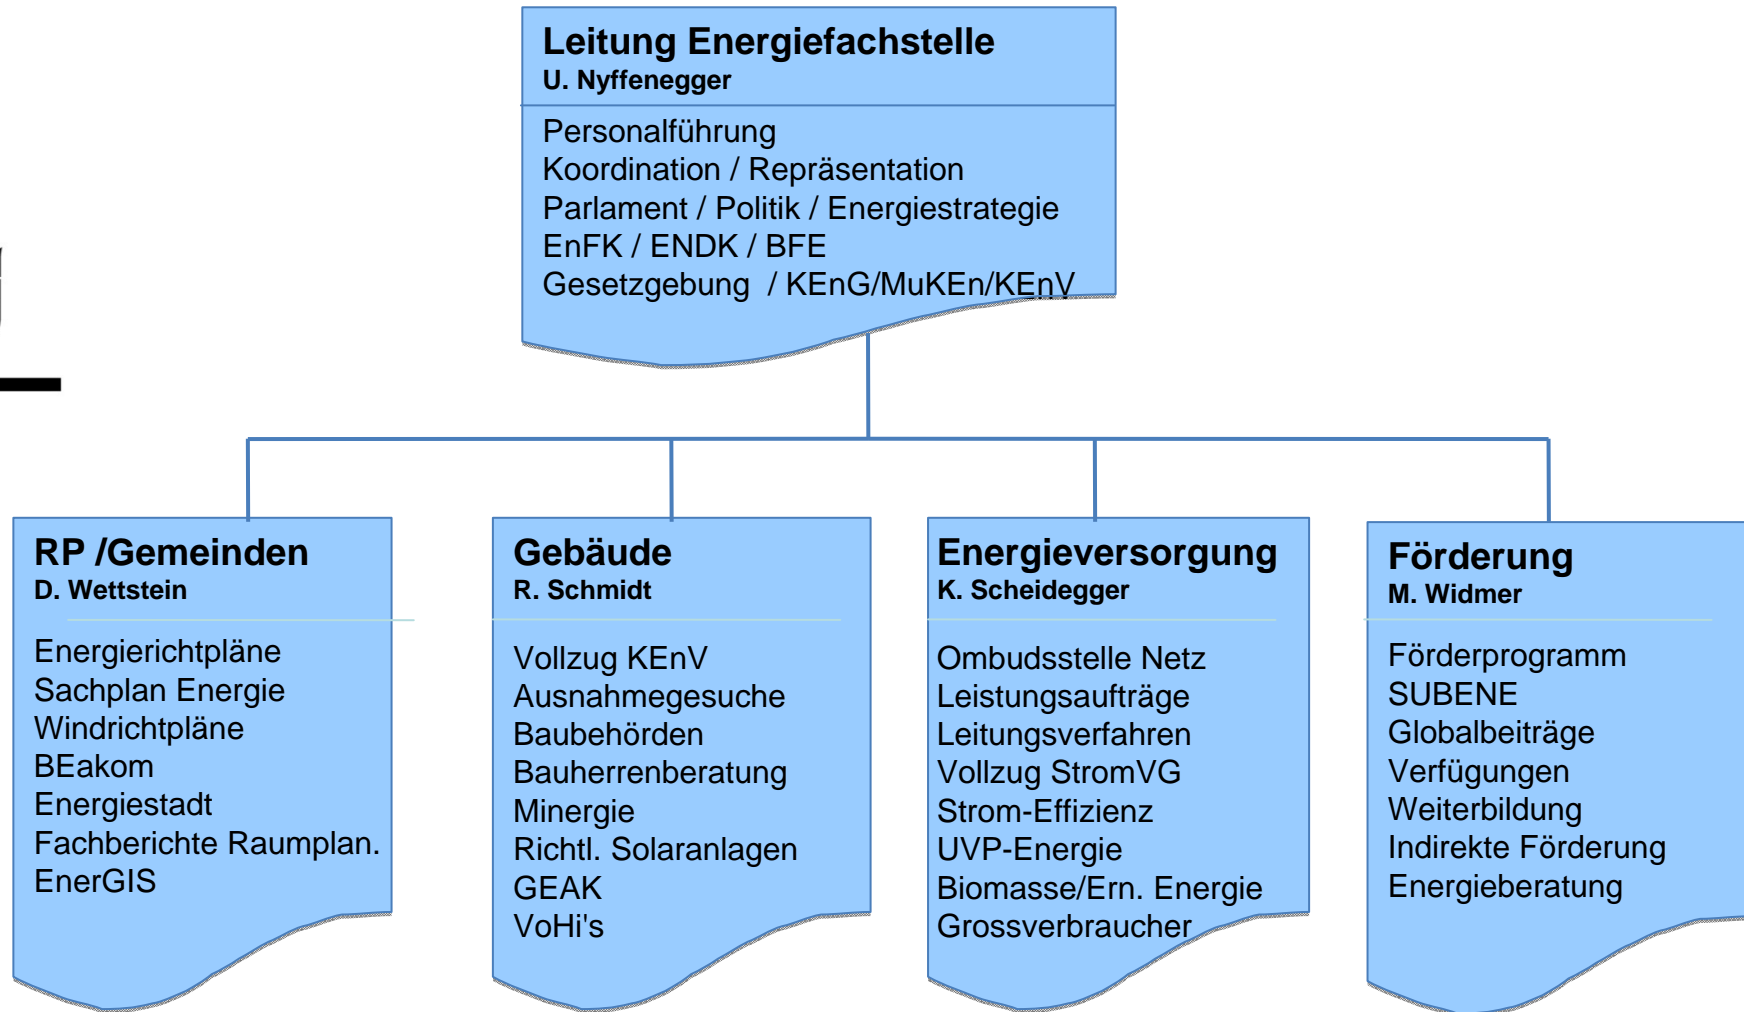 Leitung Energiefachstelle
U. Nyffenegger
Personalführung
Koordination / Repräsentation
Parlament / Politik / Energiestrategie
EnFK / ENDK / BFE
Gesetzgebung  / KEnG/MuKEn/KEnV
RP /Gemeinden
D. Wettstein
Energierichtpläne
Sachplan Energie
Windrichtpläne
BEakom
Energiestadt
Fachberichte Raumplan.
EnerGIS
Gebäude
R. Schmidt
Vollzug KEnV
Ausnahmegesuche
Baubehörden
Bauherrenberatung
Minergie
Richtl. Solaranlagen
GEAK
VoHi's
Energieversorgung
K. Scheidegger
Ombudsstelle Netz
Leistungsaufträge
Leitungsverfahren
Vollzug StromVG
Strom-Effizienz
UVP-Energie
Biomasse/Ern. Energie
Grossverbraucher
Förderung
M. Widmer
Förderprogramm
SUBENE
Globalbeiträge
Verfügungen
Weiterbildung
Indirekte Förderung
Energieberatung